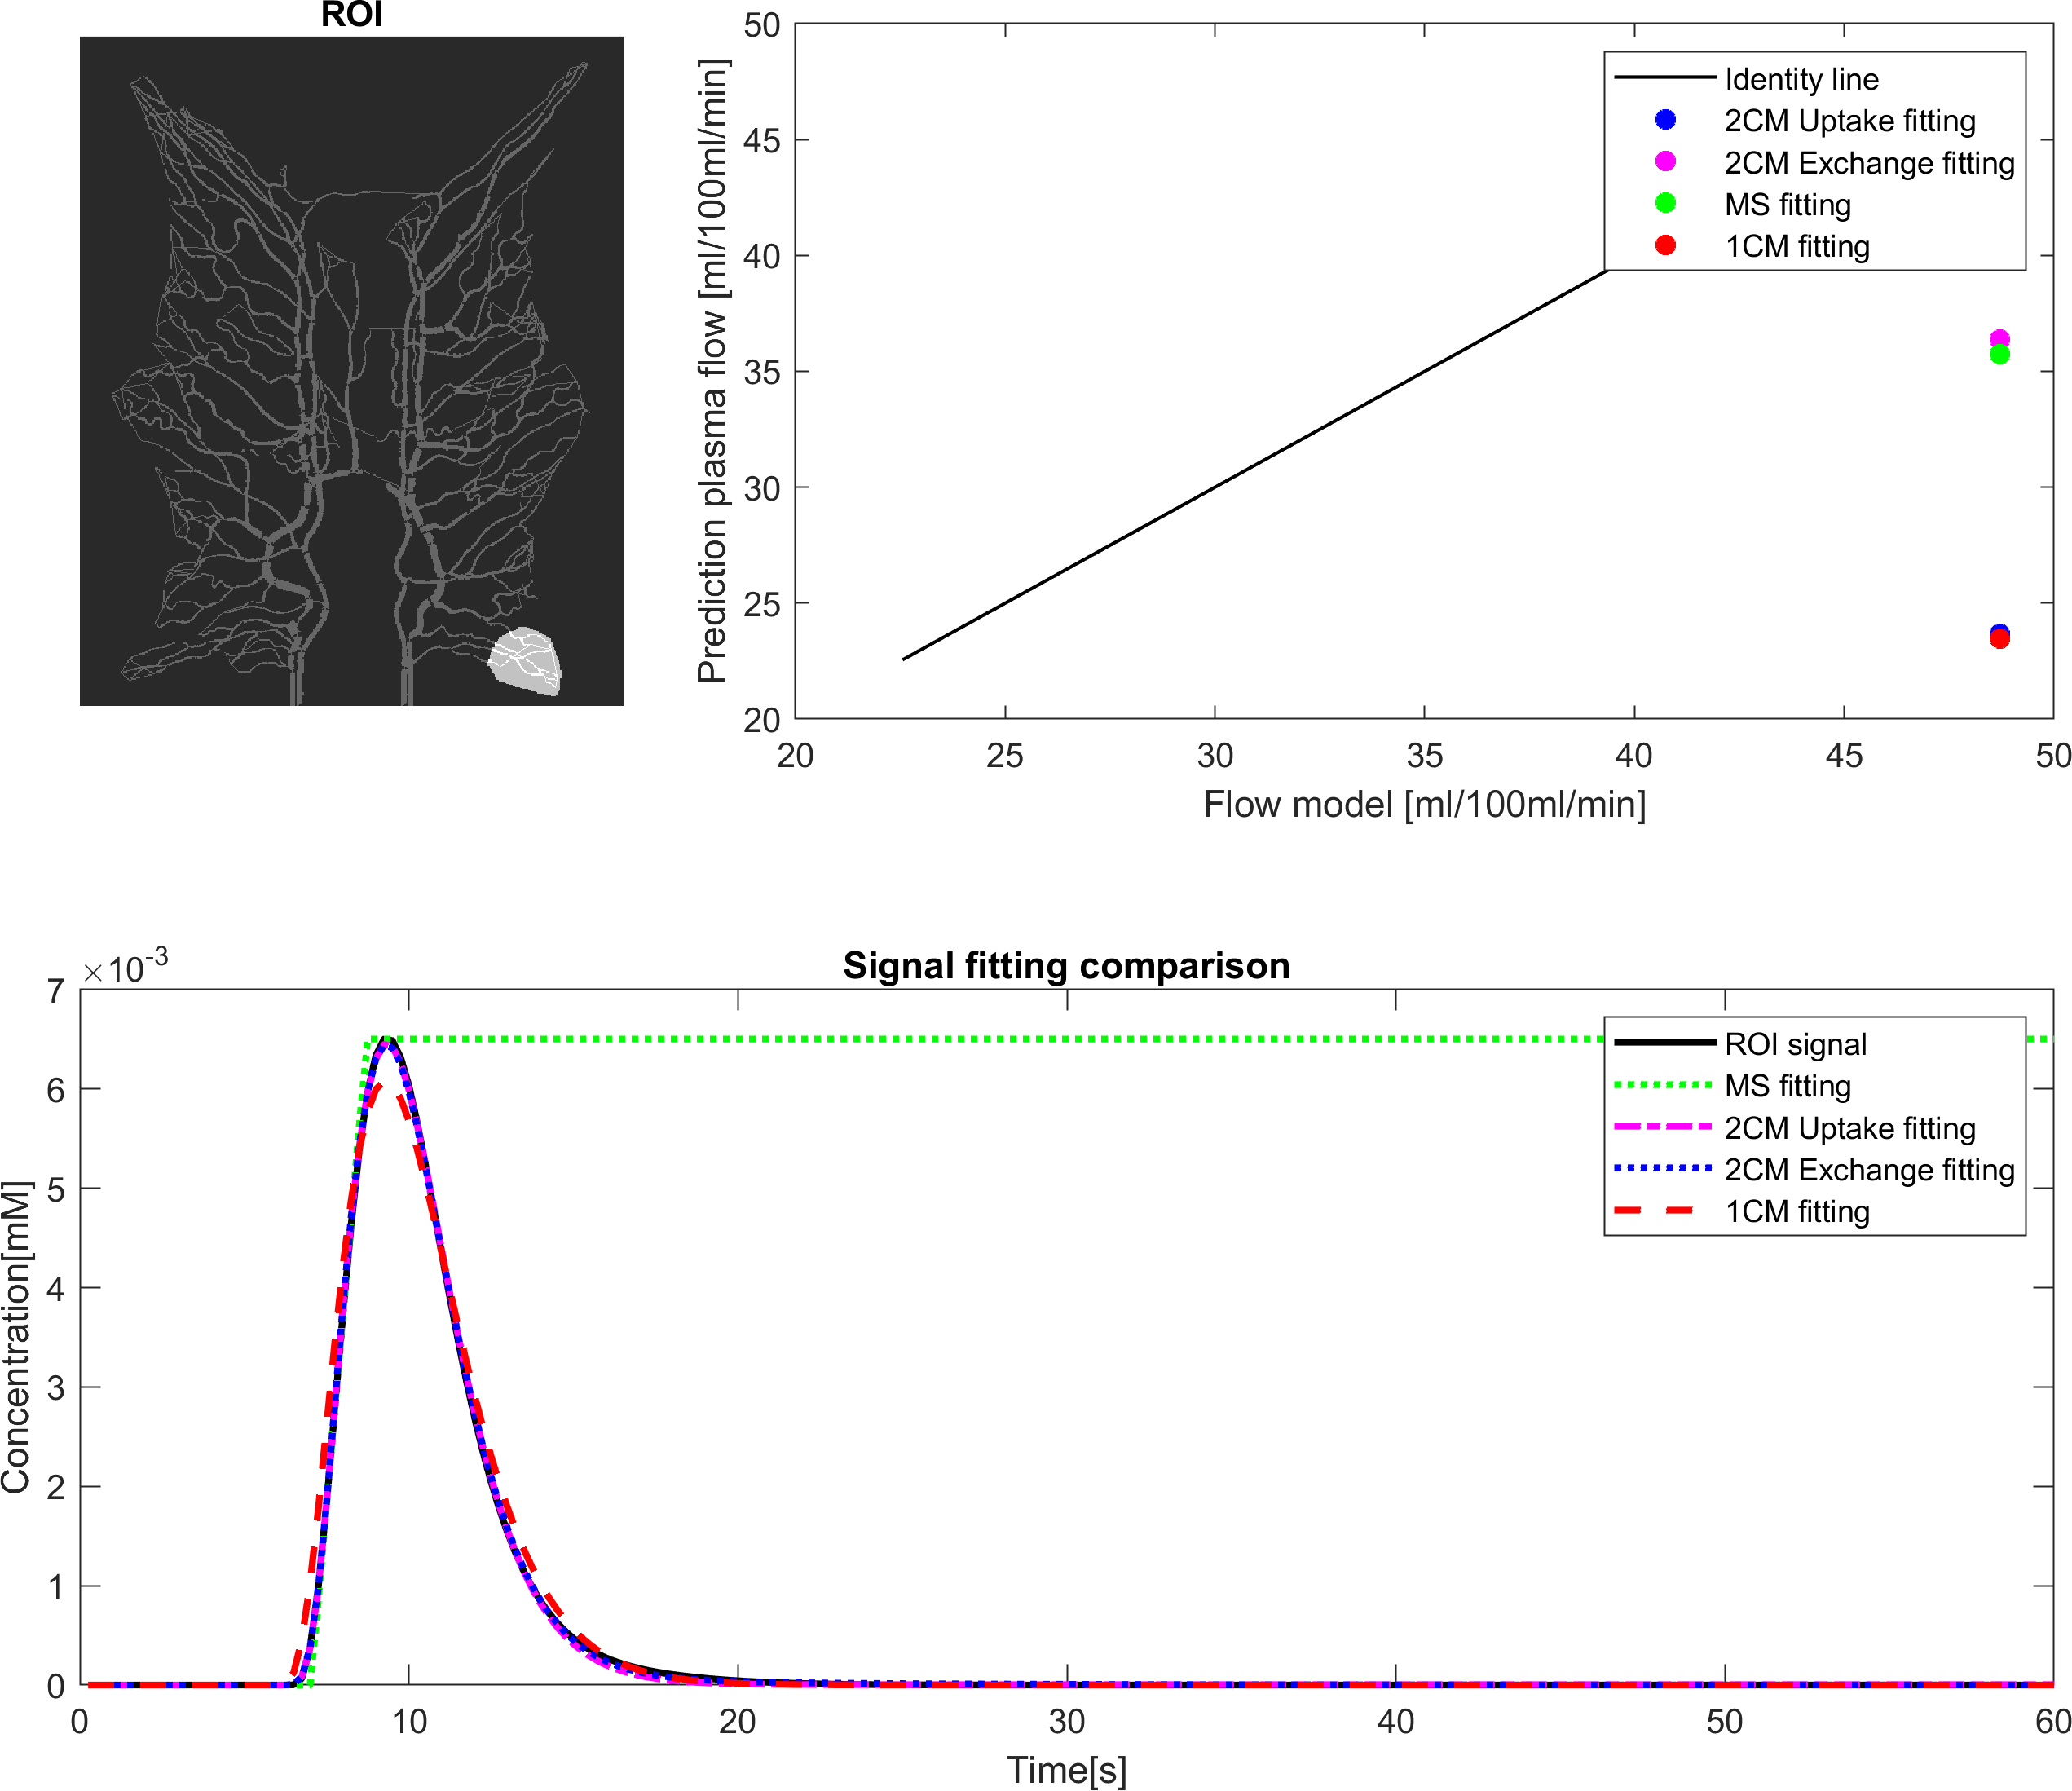 ROI
50
45
40
35
30
25
20
Prediction plasma flow [ml/100ml/min]
Identity line
2CM Uptake fitting
2CM Exchange fitting
MS fitting
1CM fitting
20 25 30 35 40 45 50
Flow model [ml/100ml/min]
Signal fitting comparison
×10-3
7
6
5
4
3
2
1
0
Concentration[mM]
ROI signal
MS fitting
2CM Uptake fitting
2CM Exchange fitting
1CM fitting
0 10 20 30 40 50 60
Time[s]